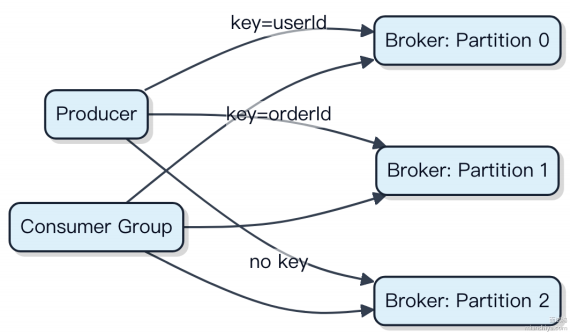 key=userId
Broker: Partition 0
Producer
key=orderId
Broker: Partition 1
Consumer Group
no key
Broker: Partition 2